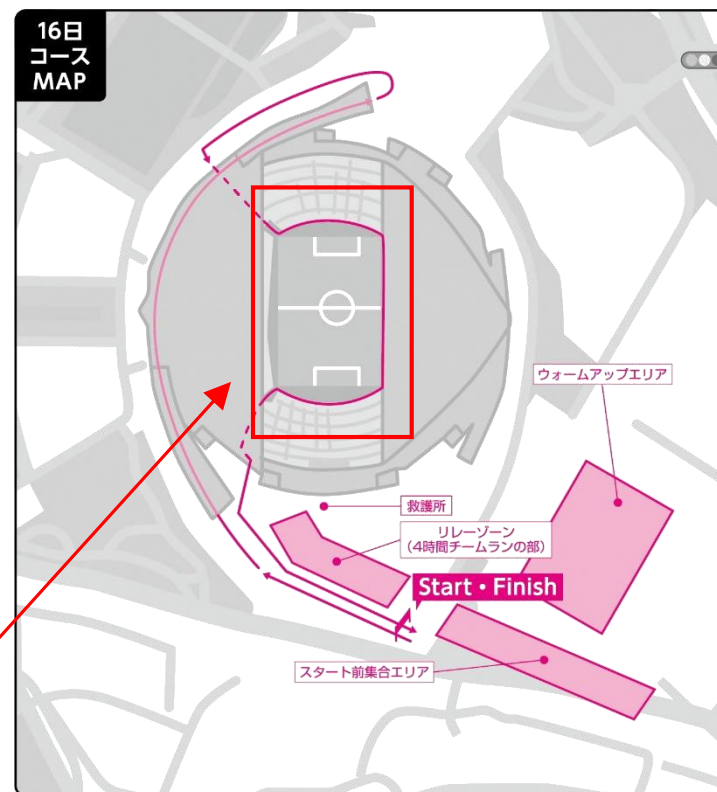 16日
コース
MAP
ウォームアップエリア
救護所
リレーゾーン
(4時間チームランの部)
Start・Finish
スタート前集合エリア